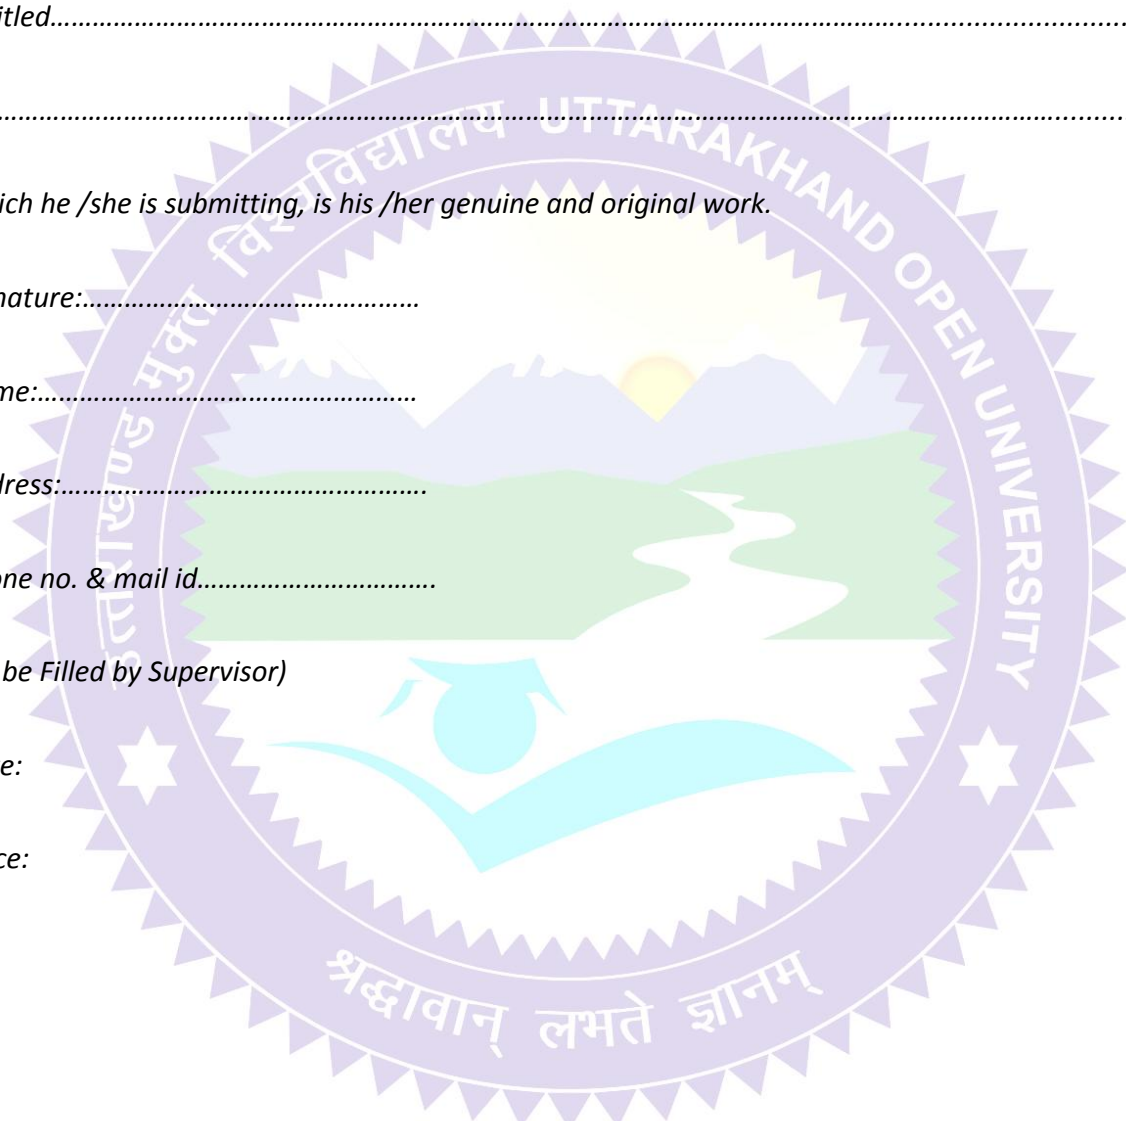 itled……………………………………………………………………………………………………………...............................
………………………………………………………………………………………………………………………………………..........
ich he /she is submitting, is his /her genuine and original work.
nature:…………………………………………
me:………………………………………………
dress:…………………………………………….
one no. & mail id…………………………….
be Filled by Supervisor)
e:
ce:
उत्तराखण्ड मुक्त विश्वविद्यालय UTTARAKHAND OPEN UNIVERSITY
श्रद्धावान् लभते ज्ञानम्